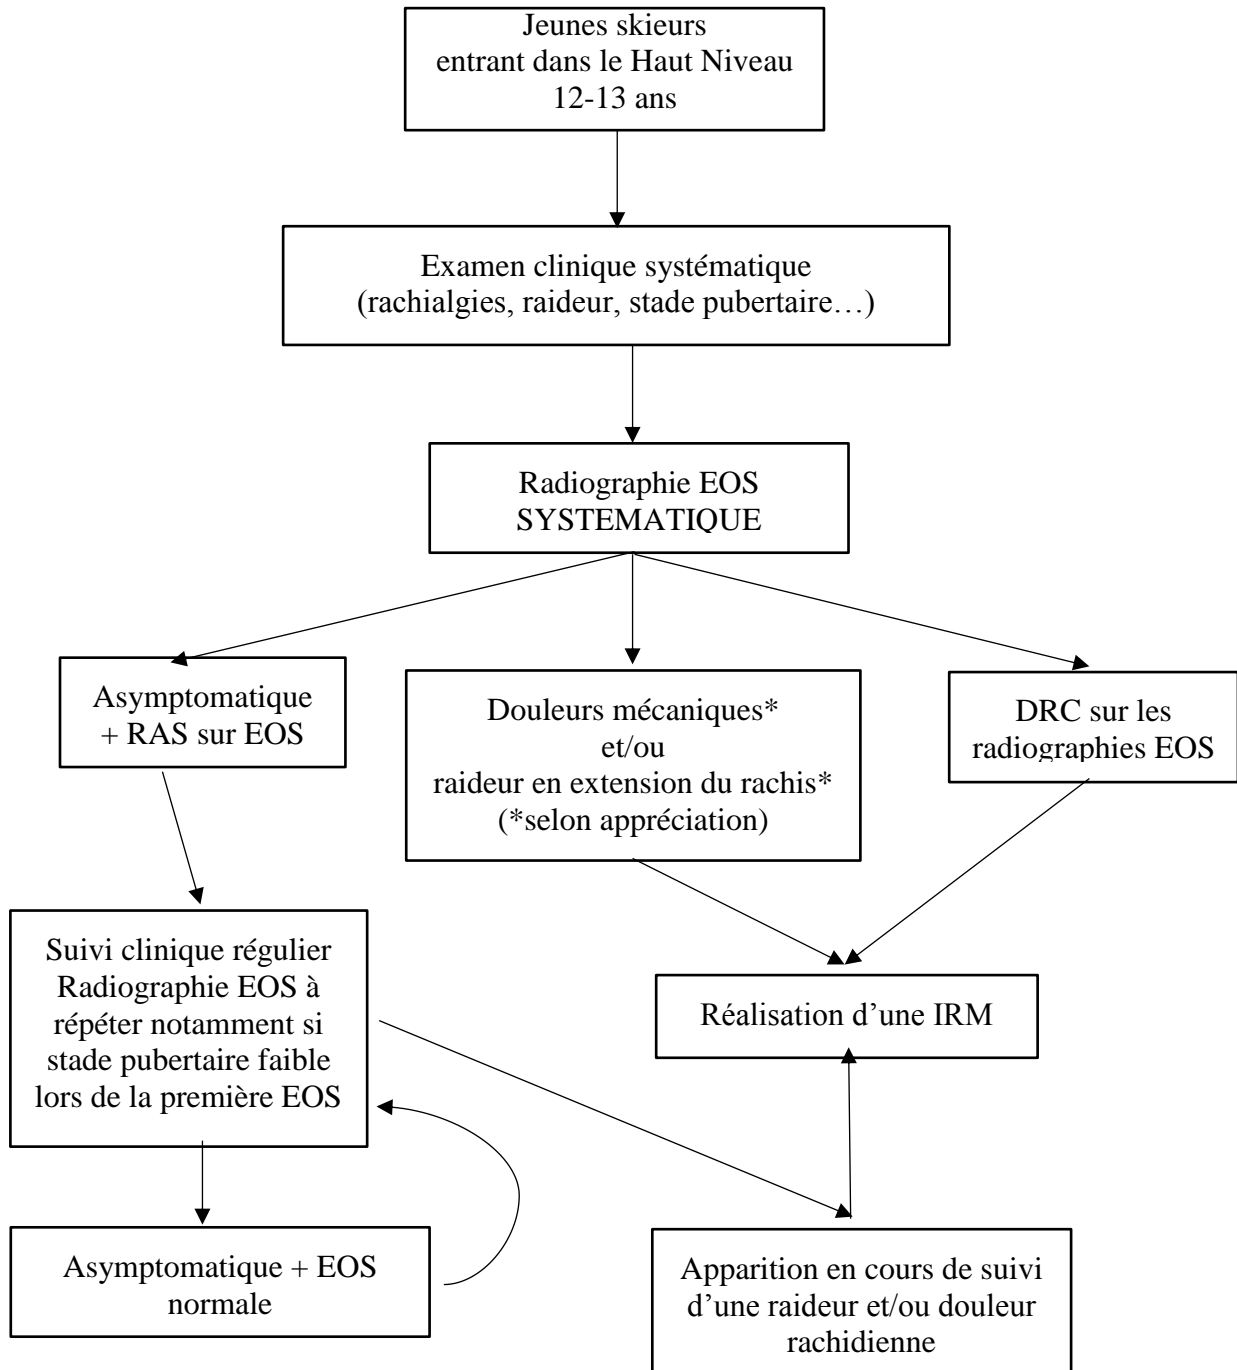 Jeunes skieurs
entrant dans le Haut Niveau
12-13 ans
Examen clinique systématique
(rachialgies, raideur, stade pubertaire…)
Radiographie EOS
SYSTEMATIQUE
Asymptomatique
+ RAS sur EOS
Douleurs mécaniques*
et/ou
raideur en extension du rachis*
(*selon appréciation)
DRC sur les
radiographies EOS
Suivi clinique régulier
Radiographie EOS à
répéter notamment si
stade pubertaire faible
lors de la première EOS
Réalisation d’une IRM
Asymptomatique + EOS
normale
Apparition en cours de suivi
d’une raideur et/ou douleur
rachidienne